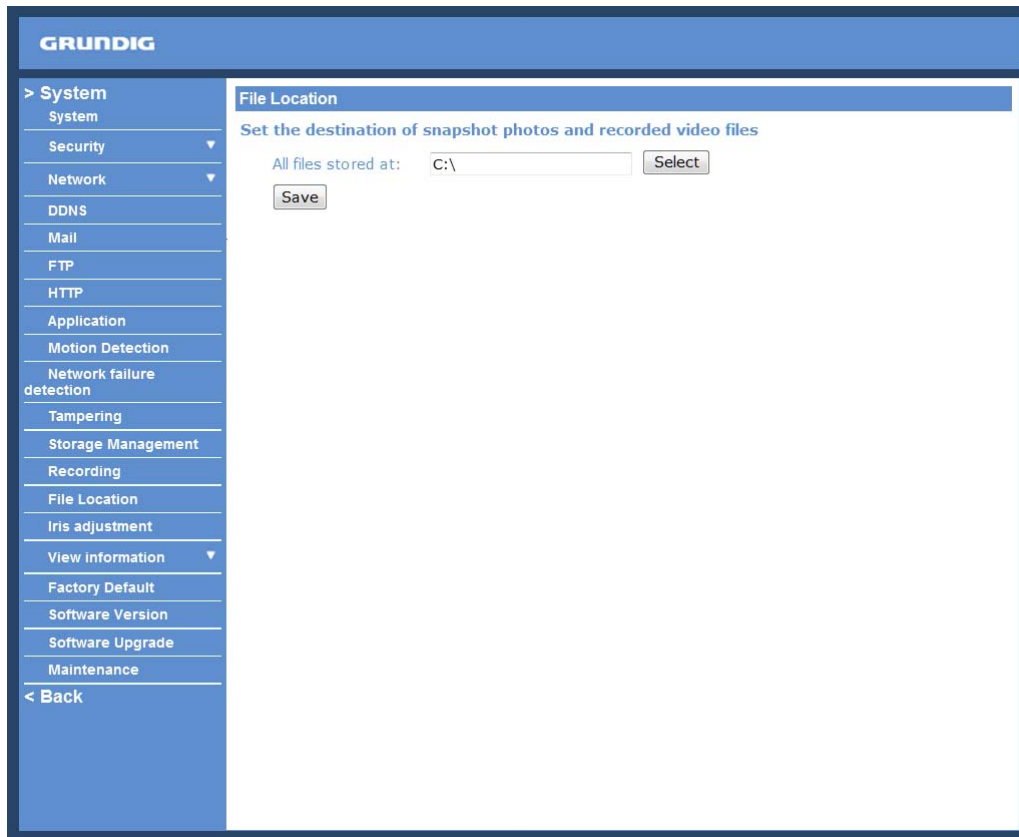 GRUNDIG
> System
System
Security
Network
DDNS
Mail
FTP
HTTP
Application
Motion Detection
Network failure
detection
Tampering
Storage Management
Recording
File Location
Iris adjustment
View information
Factory Default
Software Version
Software Upgrade
Maintenance
< Back
File Location
Set the destination of snapshot photos and recorded video files
All files stored at: C:\ Select
Save